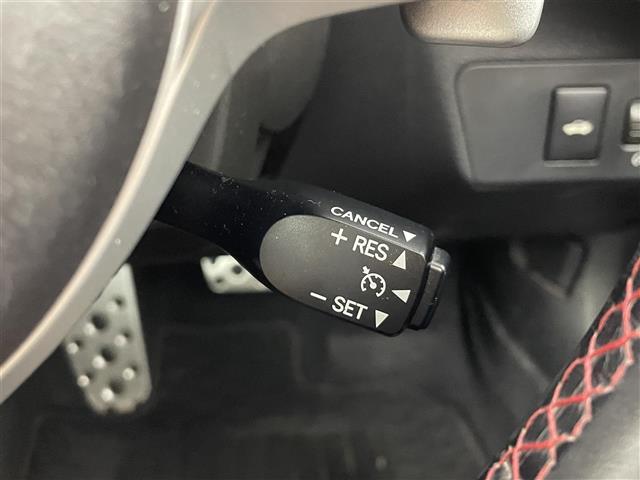 CANCEL▼
+ RES ▲
◀
− SET ▼